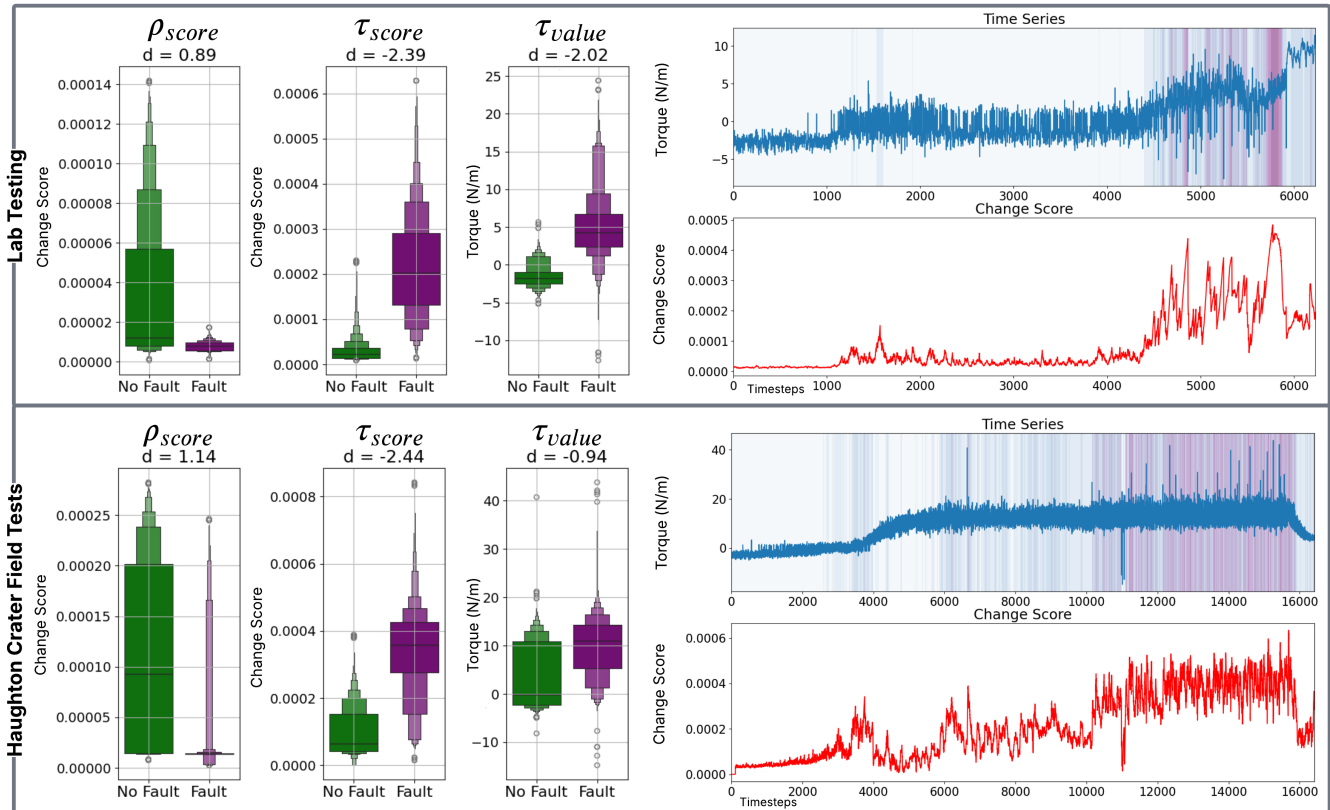 Lab Testing
ρscore
d = 0.89
Change Score
0.00014
0.00012
0.00010
0.00008
0.00006
0.00004
0.00002
0.00000
No Fault Fault
τscore
d = -2.39
Change Score
0.0006
0.0005
0.0004
0.0003
0.0002
0.0001
0.0000
No Fault Fault
τvalue
d = -2.02
Torque (N/m)
25
20
15
10
5
0
−5
−10
No Fault Fault
Time Series
Torque (N/m)
10
5
0
−5
0 1000 2000 3000 4000 5000 6000
Change Score
Change Score
0.0005
0.0004
0.0003
0.0002
0.0001
0.0000
0 1000 2000 3000 4000 5000 6000
Timesteps
Haughton Crater Field Tests
ρscore
d = 1.14
Change Score
0.00025
0.00020
0.00015
0.00010
0.00005
0.00000
No Fault Fault
τscore
d = -2.44
Change Score
0.0008
0.0006
0.0004
0.0002
0.0000
No Fault Fault
τvalue
d = -0.94
Torque (N/m)
40
30
20
10
0
−10
No Fault Fault
Time Series
Torque (N/m)
40
20
0
0 2000 4000 6000 8000 10000 12000 14000 16000
Change Score
Change Score
0.0006
0.0004
0.0002
0.0000
0 2000 4000 6000 8000 10000 12000 14000 16000
Timesteps